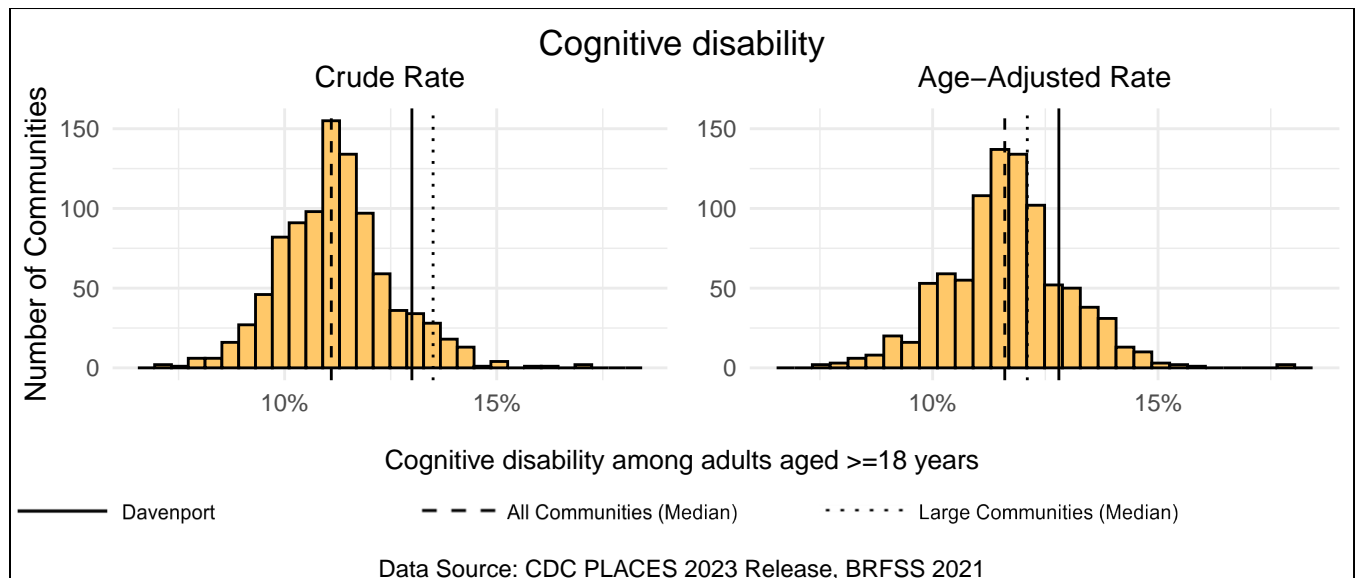 Cognitive disability
Crude Rate
Age−Adjusted Rate
Number of Communities
150
100
50
0
10%
15%
150
100
50
0
10%
15%
Cognitive disability among adults aged >=18 years
Davenport
All Communities (Median)
Large Communities (Median)
Data Source: CDC PLACES 2023 Release, BRFSS 2021